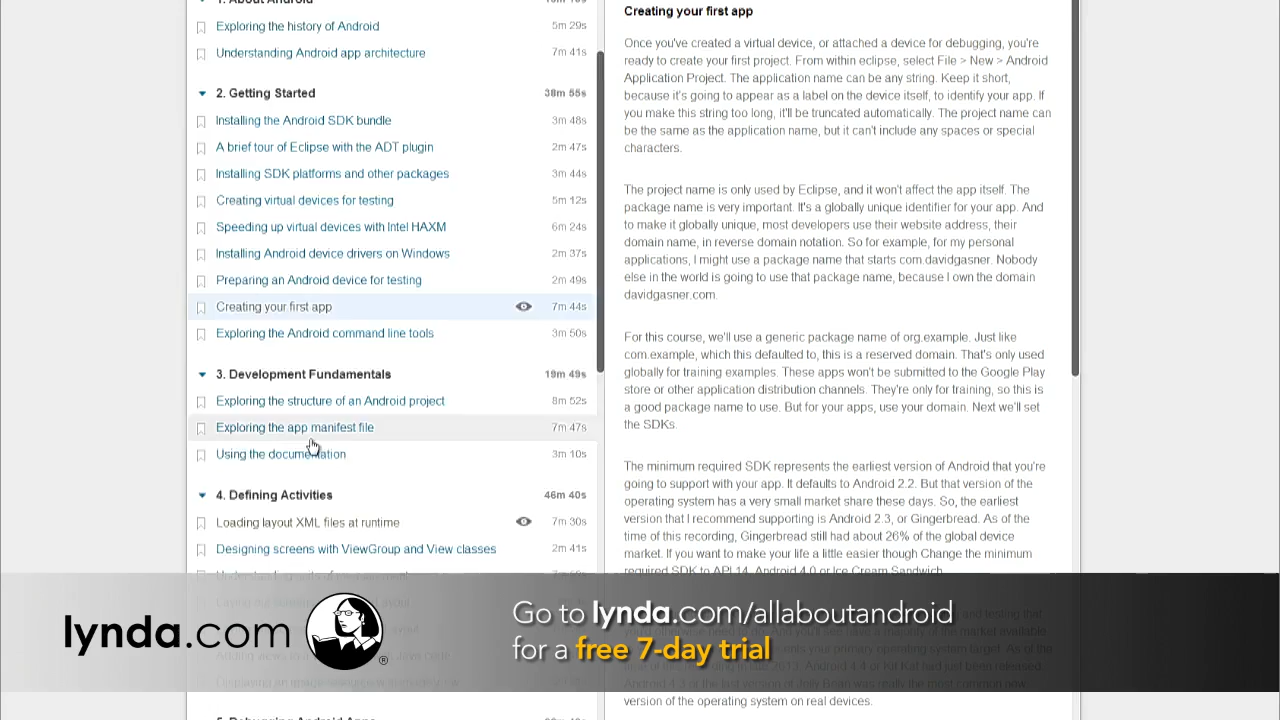 1. About Android
Exploring the history of Android 5m 29s
Understanding Android app architecture 7m 41s
2. Getting Started 38m 55s
Installing the Android SDK bundle 3m 48s
A brief tour of Eclipse with the ADT plugin 2m 47s
Installing SDK platforms and other packages 3m 44s
Creating virtual devices for testing 5m 12s
Speeding up virtual devices with Intel HAXM 6m 24s
Installing Android device drivers on Windows 2m 37s
Preparing an Android device for testing 2m 49s
Creating your first app 7m 44s
Exploring the Android command line tools 3m 50s
3. Development Fundamentals 19m 49s
Exploring the structure of an Android project 8m 52s
Exploring the app manifest file 7m 47s
Using the documentation 3m 10s
4. Defining Activities 46m 40s
Loading layout XML files at runtime 7m 30s
Designing screens with ViewGroup and View classes 2m 41s
5. Debugging Android Apps
Creating your first app
Once you've created a virtual device, or attached a device for debugging, you're
ready to create your first project. From within eclipse, select File > New > Android
Application Project. The application name can be any string. Keep it short,
because it's going to appear as a label on the device itself, to identify your app. If
you make this string too long, it'll be truncated automatically. The project name can
be the same as the application name, but it can't include any spaces or special
characters.
The project name is only used by Eclipse, and it won't affect the app itself. The
package name is very important. It's a globally unique identifier for your app. And
to make it globally unique, most developers use their website address, their
domain name, in reverse domain notation. So for example, for my personal
applications, I might use a package name that starts com.davidgasner. Nobody
else in the world is going to use that package name, because I own the domain
davidgasner.com.
For this course, we'll use a generic package name of org.example. Just like
com.example, which this defaulted to, this is a reserved domain. That's only used
globally for training examples. These apps won't be submitted to the Google Play
store or other application distribution channels. They're only for training, so this is
a good package name to use. But for your apps, use your domain. Next we'll set
the SDKs.
The minimum required SDK represents the earliest version of Android that you're
going to support with your app. It defaults to Android 2.2. But that version of the
operating system has a very small market share these days. So, the earliest
version that I recommend supporting is Android 2.3, or Gingerbread. As of the
time of this recording, Gingerbread still had about 26% of the global device
market. If you want to make your life a little easier though Change the minimum
required SDK to API 14, Android 4.0 or Ice Cream Sandwich.
version of the operating system on real devices.
lynda.com ®
Go to lynda.com/allaboutandroid
for a free 7-day trial